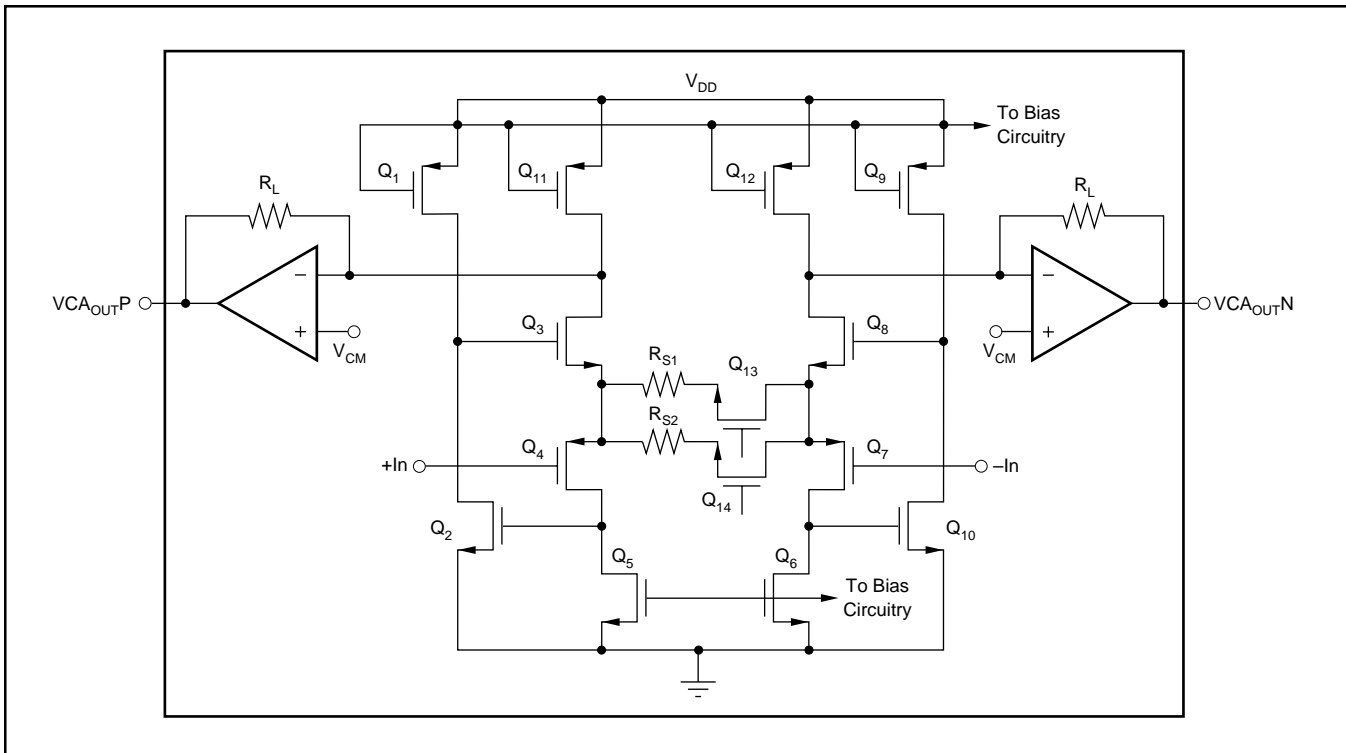 V_DD
To Bias
Circuitry
Q_1
Q_11
Q_12
Q_9
R_L
R_L
−
−
VCA_OUTP
VCA_OUTN
+
+
V_CM
V_CM
Q_3
Q_8
R_S1
Q_13
R_S2
Q_4
Q_7
+In
–In
Q_14
Q_2
Q_10
Q_5
Q_6
To Bias
Circuitry